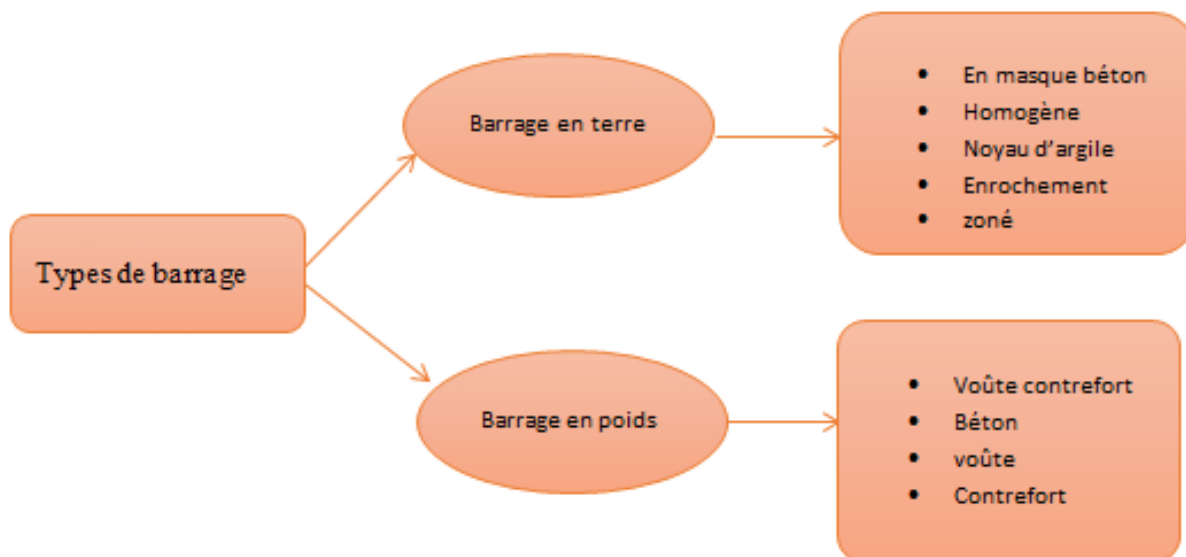 Types de barrage
Barrage en terre
• En masque béton
• Homogène
• Noyau d'argile
• Enrochement
• zoné
Barrage en poids
• Voûte contrefort
• Béton
• voûte
• Contrefort